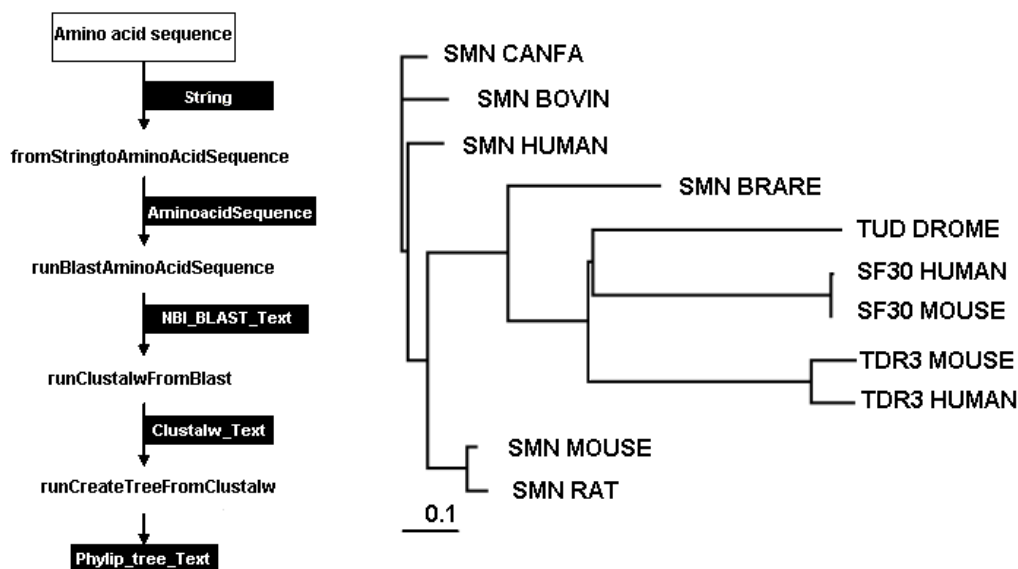 Amino acid sequence
String
fromStringtoAminoAcidSequence
AminoacidSequence
runBlastAminoAcidSequence
NBI_BLAST_Text
runClustalwFromBlast
Clustalw_Text
runCreateTreeFromClustalw
Phylip_tree_Text
SMN CANFA
SMN BOVIN
SMN HUMAN
SMN BRARE
TUD DROME
SF30 HUMAN
SF30 MOUSE
TDR3 MOUSE
TDR3 HUMAN
SMN MOUSE
SMN RAT
0.1